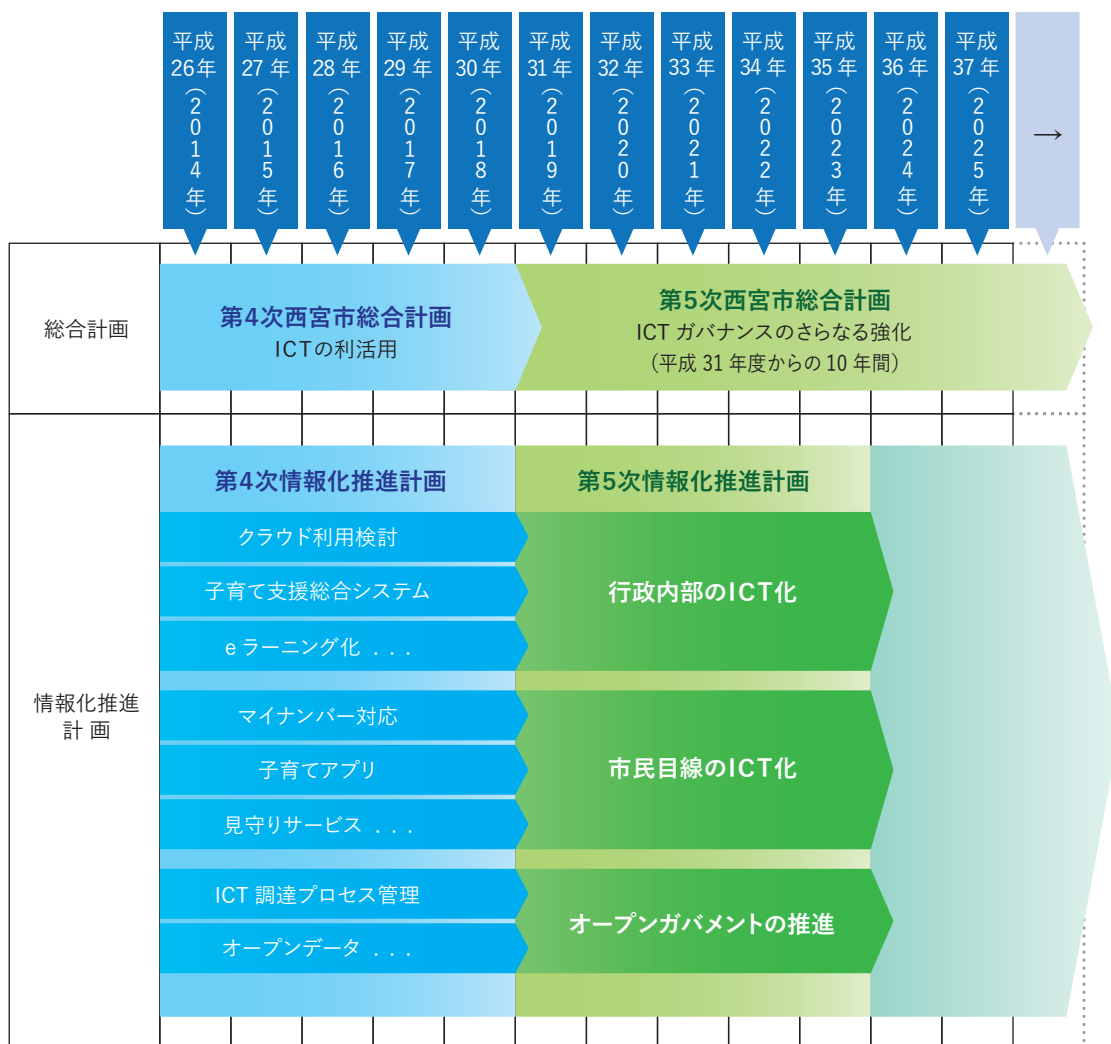 平成
26年
(2014年)
平成
27年
(2015年)
平成
28年
(2016年)
平成
29年
(2017年)
平成
30年
(2018年)
平成
31年
(2019年)
平成
32年
(2020年)
平成
33年
(2021年)
平成
34年
(2022年)
平成
35年
(2023年)
平成
36年
(2024年)
平成
37年
(2025年)
→
総合計画
第4次西宮市総合計画
ICTの利活用
第5次西宮市総合計画
ICT ガバナンスのさらなる強化
(平成 31 年度からの 10 年間)
情報化推進
計 画
第4次情報化推進計画
クラウド利用検討
子育て支援総合システム
e ラーニング化 . . .
マイナンバー対応
子育てアプリ
見守りサービス . . .
ICT 調達プロセス管理
オープンデータ . . .
第5次情報化推進計画
行政内部のICT化
市民目線のICT化
オープンガバメントの推進